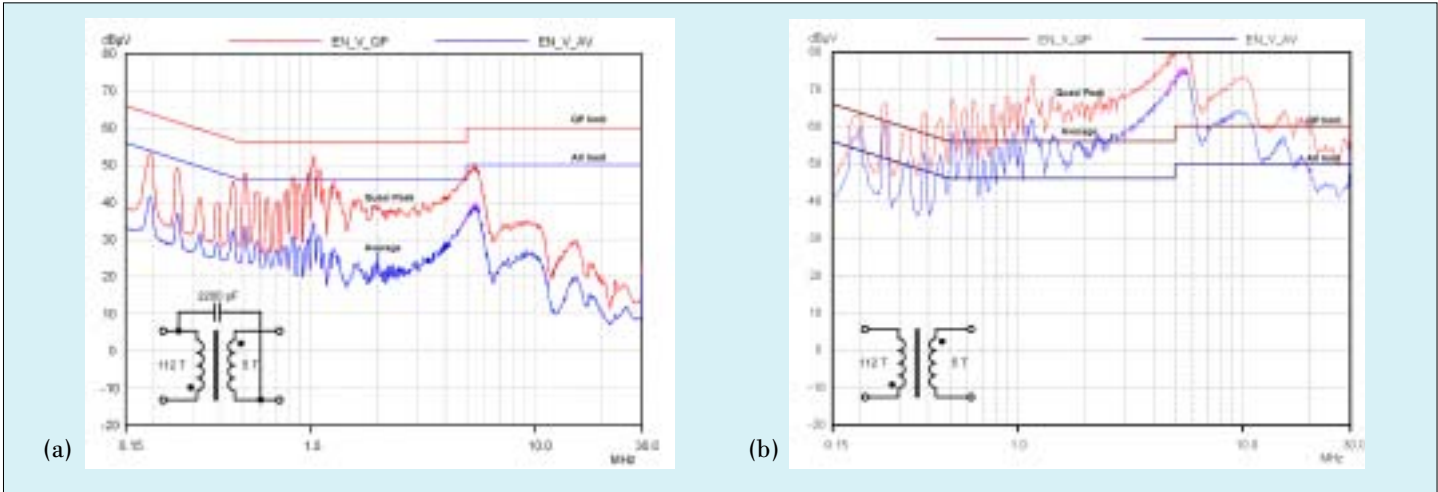 dBµV
EN_V_QP
EN_V_AV
80
70
60
50
40
30
20
10
0
-10
-20
QP limit
AV limit
Quasi Peak
Average
2200 pF
112 T
5 T
0.15
1.0
10.0
30.0
MHz
(a)
dBµV
EN_V_QP
EN_V_AV
80
70
60
50
40
30
20
10
0
-10
-20
Quasi Peak
Average
QP limit
AV limit
112 T
5 T
0.15
1.0
10.0
30.0
MHz
(b)